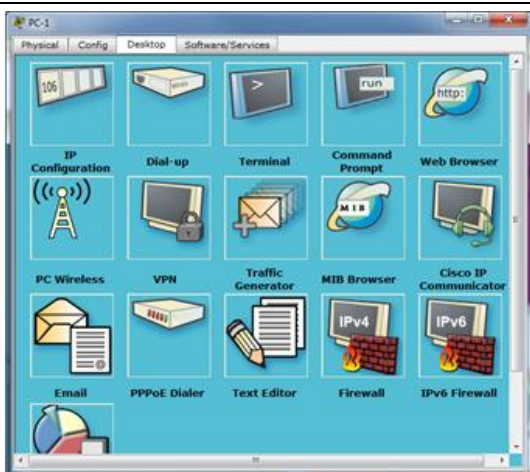 PC-1
Physical Config Desktop Software/Services
106
>
run
http:
IP
Configuration
Dial-up
Terminal
Command
Prompt
Web Browser
MIB
PC Wireless
VPN
Traffic
Generator
MIB Browser
Cisco IP
Communicator
IPv4
IPv6
Email
PPPoE Dialer
Text Editor
Firewall
IPv6 Firewall